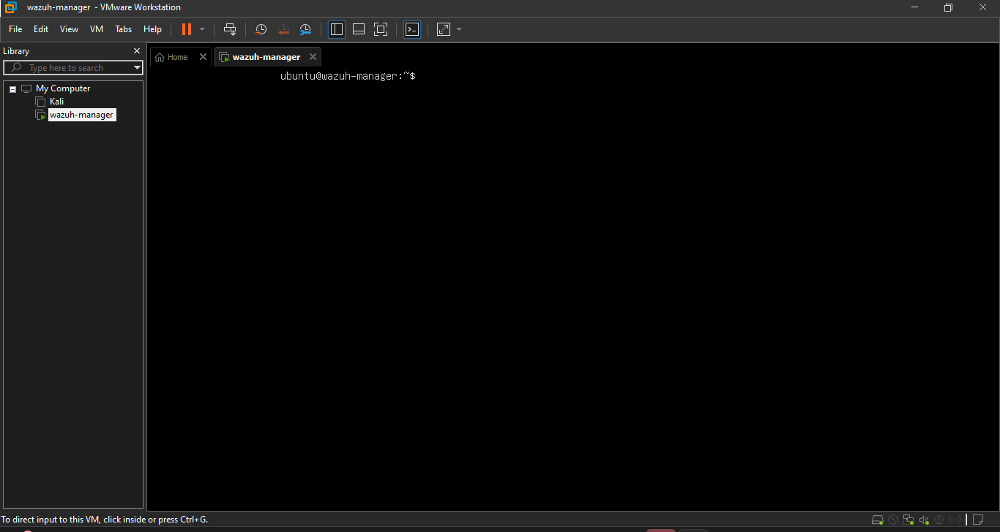 wazuh-manager - VMware Workstation
File Edit View VM Tabs Help
Library
Home
wazuh-manager
Type here to search
ubuntu@wazuh-manager:~$
My Computer
Kali
wazuh-manager
To direct input to this VM, click inside or press Ctrl+G.